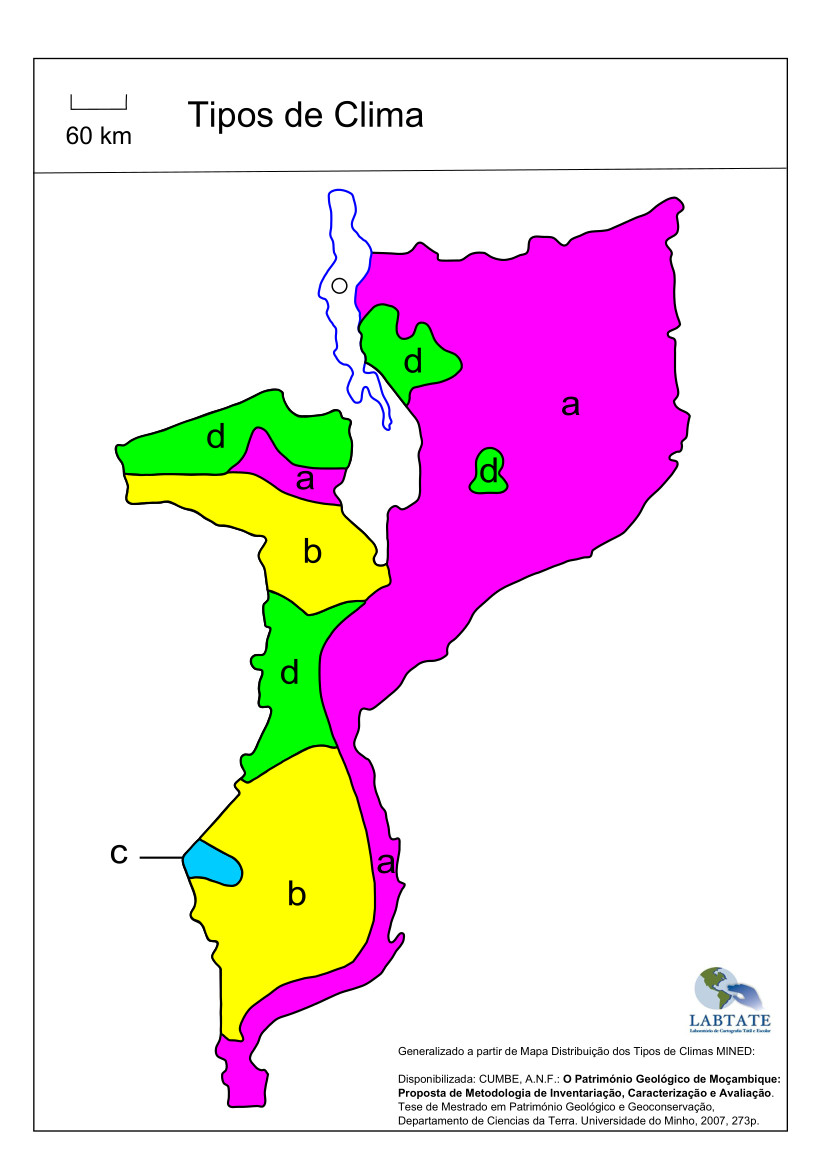 Tipos de Clima
60 km
d
a
d
d
a
b
d
c
a
b
LABTATE
Laboratório de Cartografia Tátil e Escolar
Generalizado a partir de Mapa Distribuição dos Tipos de Climas MINED:
Disponibilizada: CUMBE, A.N.F.: O Património Geológico de Moçambique:
Proposta de Metodologia de Inventariação, Caracterização e Avaliação.
Tese de Mestrado em Património Geológico e Geoconservação,
Departamento de Ciencias da Terra. Universidade do Minho, 2007, 273p.